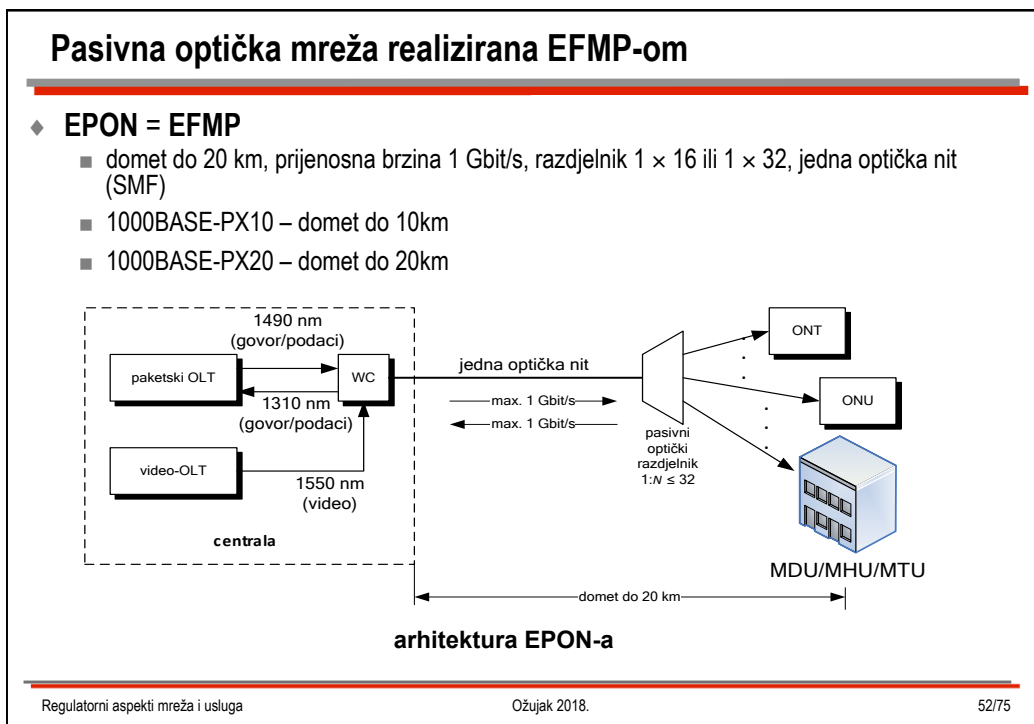 Pasivna optička mreža realizirana EFMP-om
EPON = EFMP
domet do 20 km, prijenosna brzina 1 Gbit/s, razdjelnik 1 × 16 ili 1 × 32, jedna optička nit
(SMF)
1000BASE-PX10 – domet do 10km
1000BASE-PX20 – domet do 20km
1490 nm
(govor/podaci)
paketski OLT
WC
1310 nm
(govor/podaci)
video-OLT
1550 nm
(video)
centrala
jedna optička nit
max. 1 Gbit/s
max. 1 Gbit/s
pasivni
optički
razdjelnik
1:N ≤ 32
ONT
ONU
MDU/MHU/MTU
domet do 20 km
arhitektura EPON-a
Regulatorni aspekti mreža i usluga
Ožujak 2018.
52/75